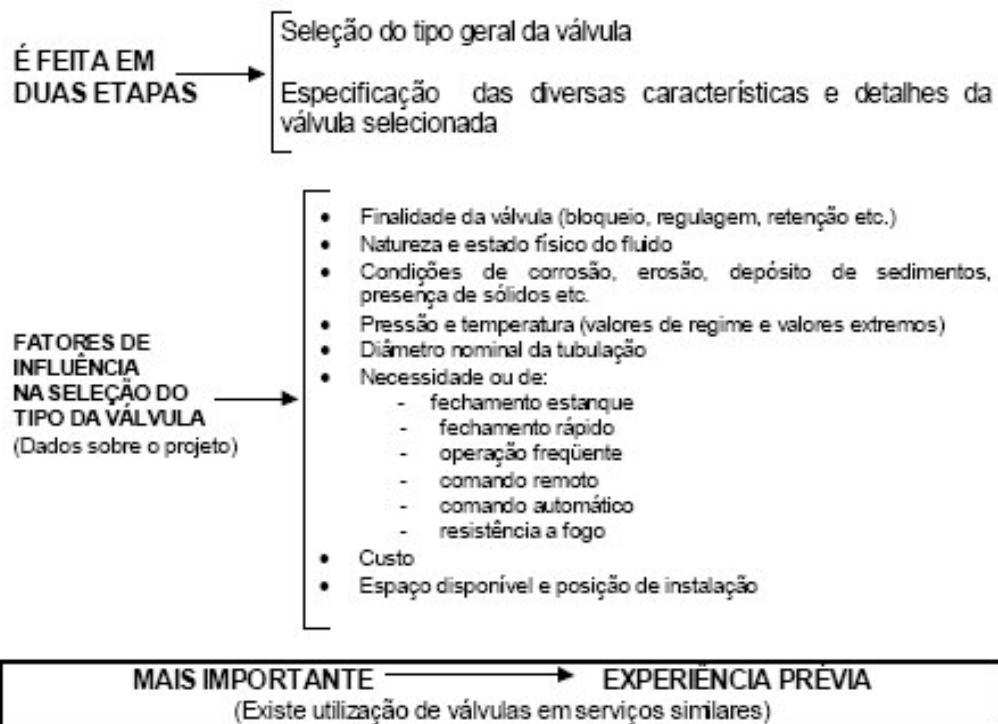 É FEITA EM
DUAS ETAPAS
Seleção do tipo geral da válvula
Especificação das diversas características e detalhes da
válvula selecionada
FATORES DE
INFLUÊNCIA
NA SELEÇÃO DO
TIPO DA VÁLVULA
(Dados sobre o projeto)
• Finalidade da válvula (bloqueio, regulagem, retenção etc.)
• Natureza e estado físico do fluido
• Condições de corrosão, erosão, depósito de sedimentos,
presença de sólidos etc.
• Pressão e temperatura (valores de regime e valores extremos)
• Diâmetro nominal da tubulação
• Necessidade ou de:
- fechamento estanque
- fechamento rápido
- operação freqüente
- comando remoto
- comando automático
- resistência a fogo
• Custo
• Espaço disponível e posição de instalação
MAIS IMPORTANTE EXPERIÊNCIA PRÉVIA
(Existe utilização de válvulas em serviços similares)